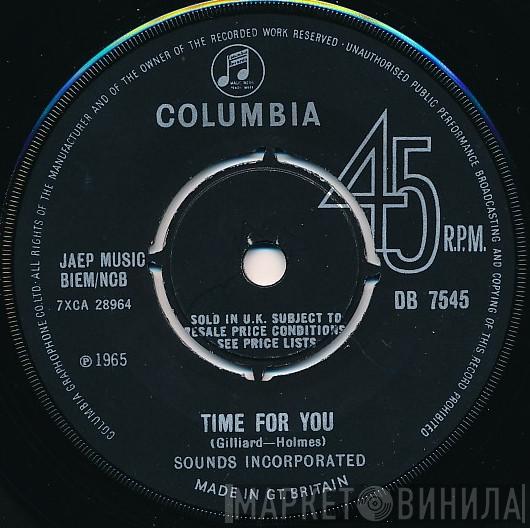 COLUMBIA GRAPHOPHONE CO.LTD·ALL RIGHTS OF THE MANUFACTURER AND OF THE OWNER OF THE RECORDED WORK RESERVED·UNAUTHORISED PUBLIC PERFORMANCE BROADCASTING AND COPYING OF THIS RECORD PROHIBITED
COLUMBIA
45
R.P.M.
JAEP MUSIC
BIEM/NCB
7XCA 28964
DB 7545
SOLD IN U.K. SUBJECT TO
RESALE PRICE CONDITIONS
SEE PRICE LISTS
℗ 1965
TIME FOR YOU
(Gilliard—Holmes)
SOUNDS INCORPORATED
MADE IN GT. BRITAIN
МАРКЕТ ВИНИЛА